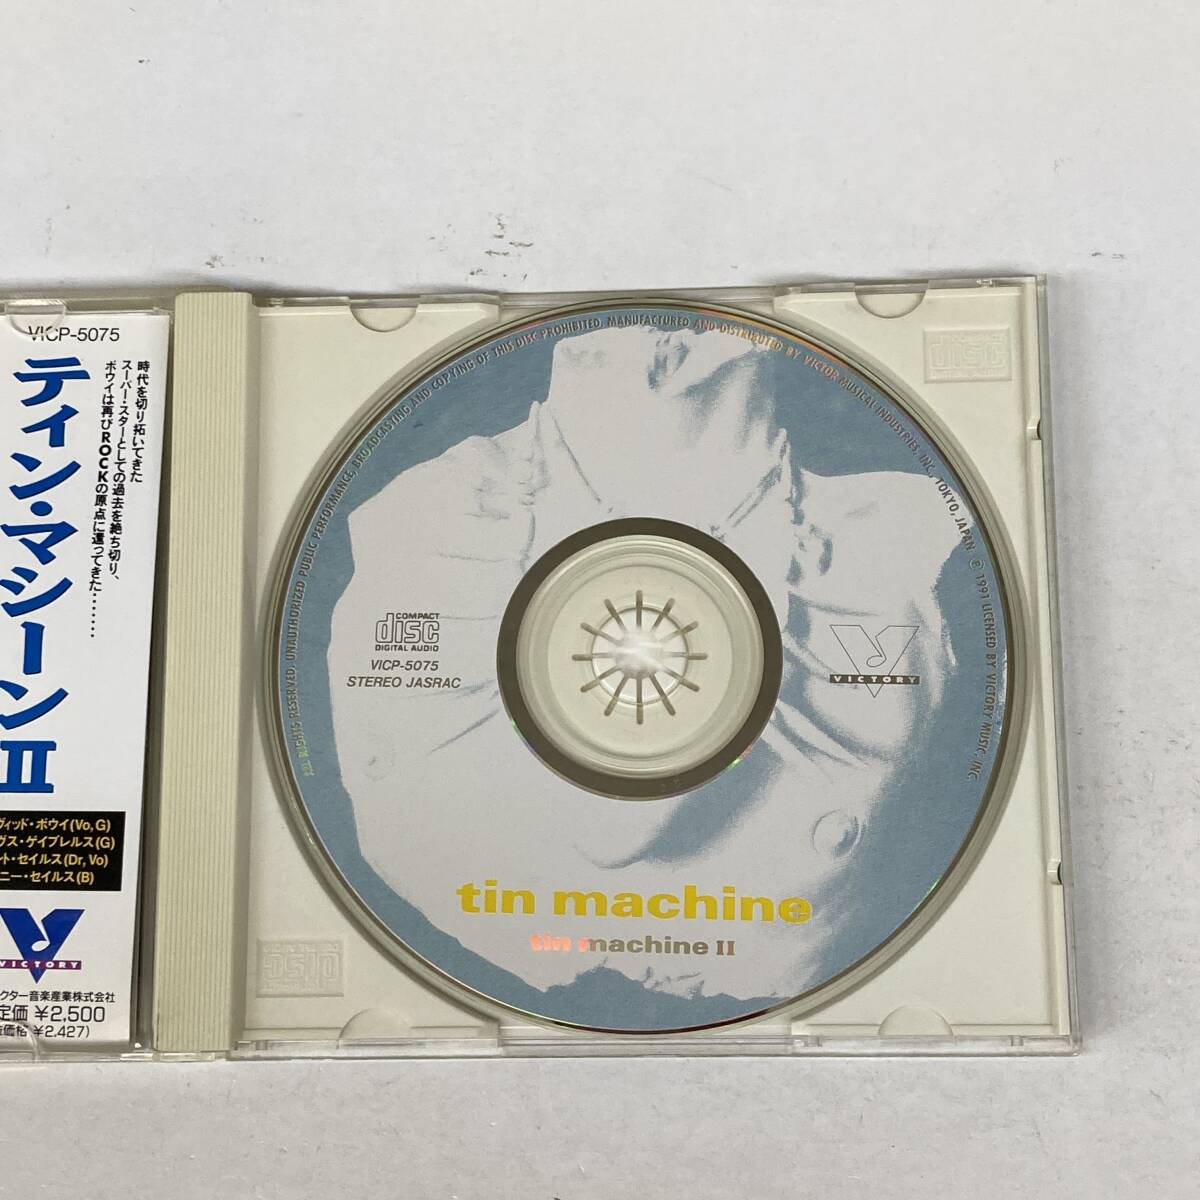 VICP-5075
時代を切り拓いてきた
スーパー・スターとしての過去を絶ち切り、
ボウイは再びROCKの原点に還ってきた………
ティン・マシーンII
ヴィッド・ボウイ(Vo, G)
ヴス・ゲイブレルス(G)
ト・セイルス(Dr, Vo)
ニー・セイルス(B)
VICTORY
クター音楽産業株式会社
定価 ¥2,500
価格 ¥2,427)
ALL RIGHTS RESERVED. UNAUTHORIZED PUBLIC PERFORMANCE, BROADCASTING AND COPYING OF THIS DISC PROHIBITED. MANUFACTURED AND DISTRIBUTED BY VICTOR MUSICAL INDUSTRIES, INC., TOKYO, JAPAN ℗ 1991 LICENSED BY VICTORY MUSIC, INC.
COMPACT
disc
DIGITAL AUDIO
VICP-5075
STEREO JASRAC
VICTORY
tin machine
tin machine II
disc
disc